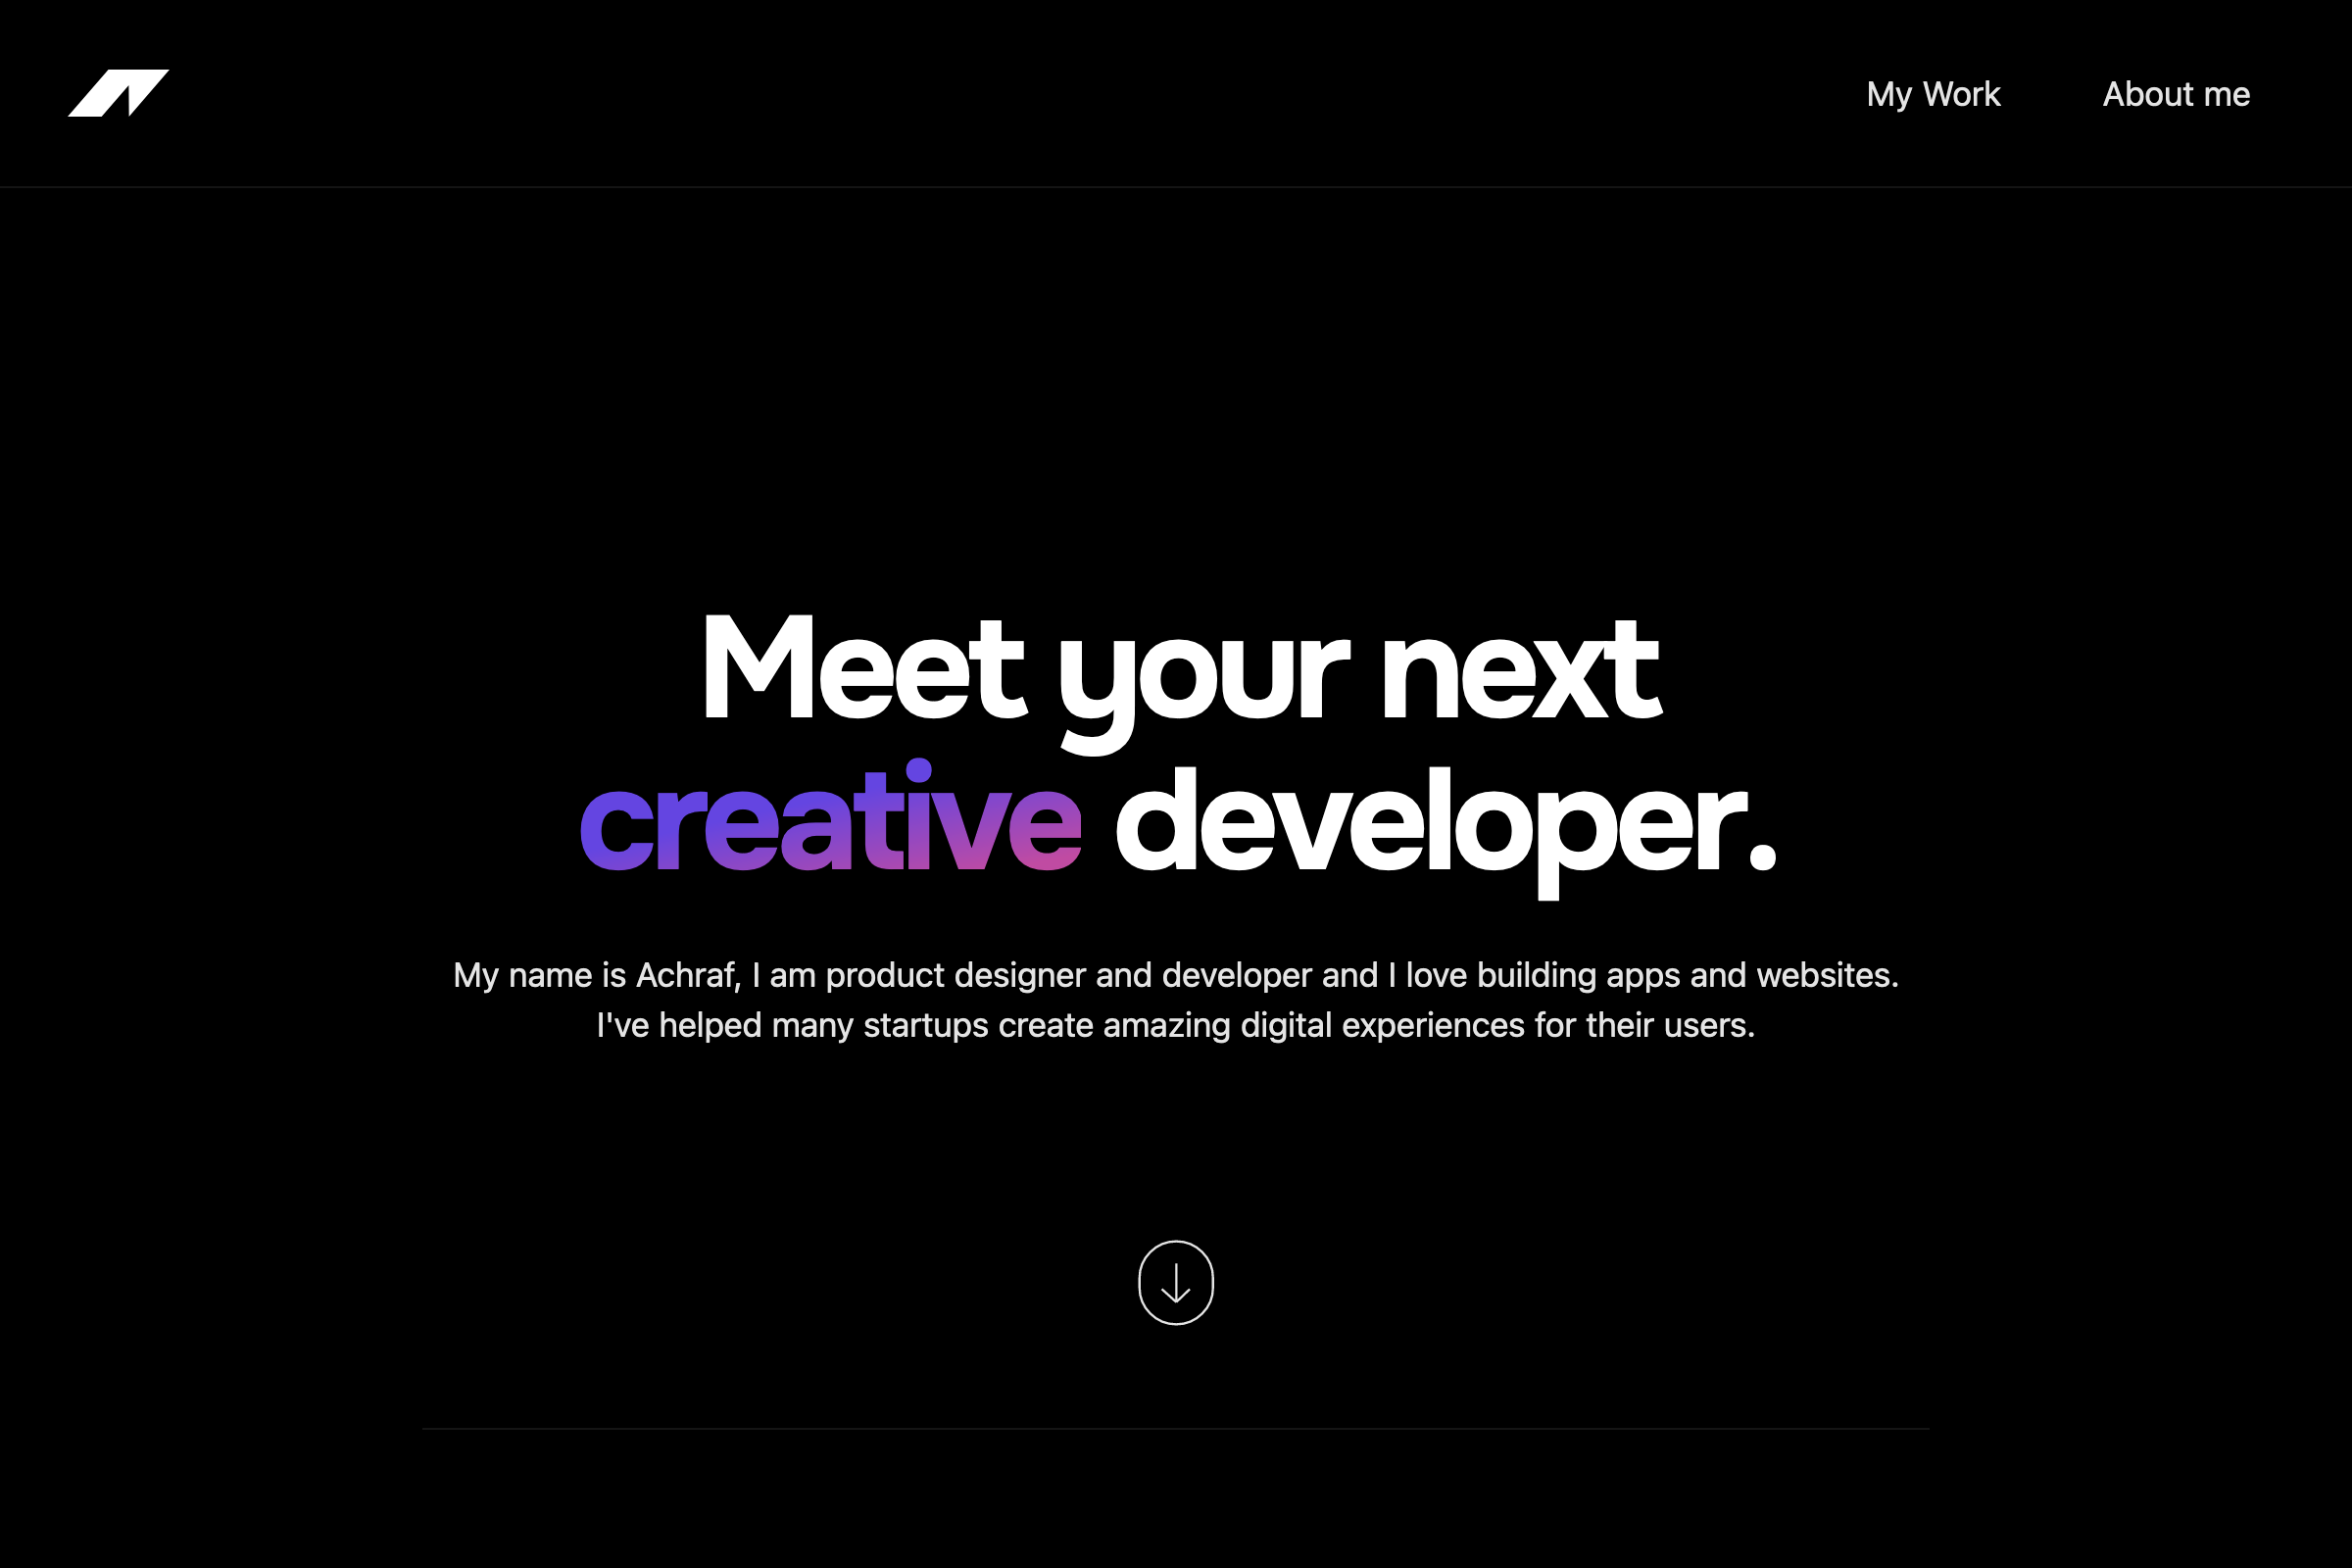 My Work
About me
Meet your next
creative developer.
My name is Achraf, I am product designer and developer and I love building apps and websites.
I've helped many startups create amazing digital experiences for their users.